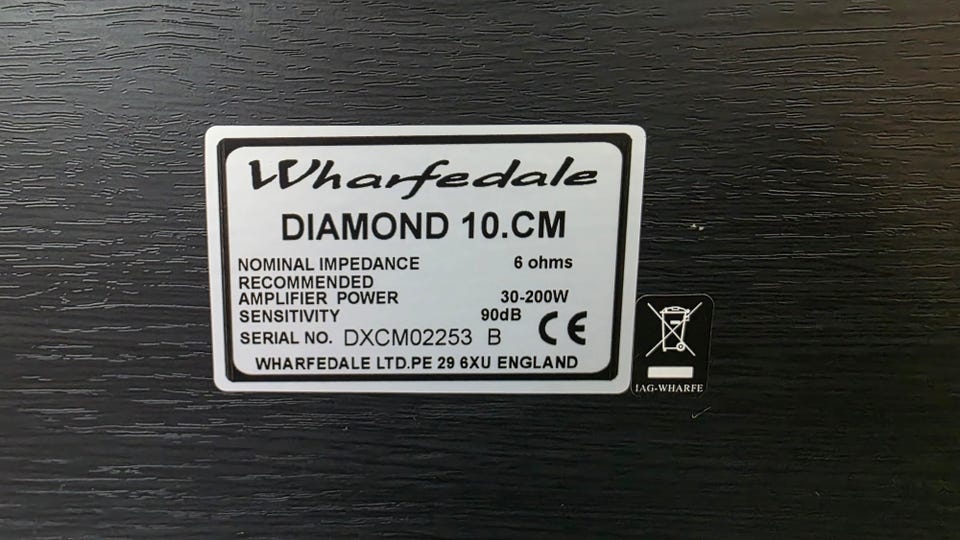 Wharfedale
DIAMOND 10.CM
NOMINAL IMPEDANCE 6 ohms
RECOMMENDED
AMPLIFIER POWER 30-200W
SENSITIVITY 90dB
CE
SERIAL NO. DXCM02253 B
WHARFEDALE LTD.PE 29 6XU ENGLAND
IAG-WHARFE